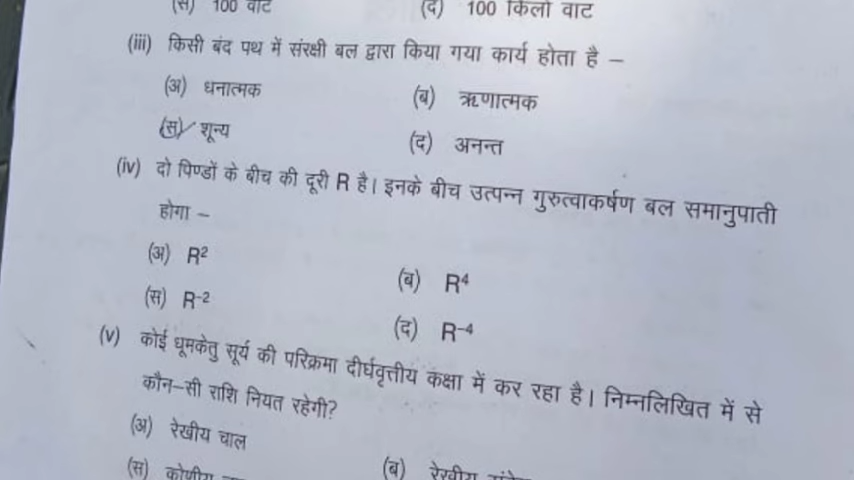 (स) 100 वाट (द) 100 किलो वाट
(iii) किसी बंद पथ में संरक्षी बल द्वारा किया गया कार्य होता है –
(अ) धनात्मक (ब) ऋणात्मक
(स) शून्य (द) अनन्त
(iv) दो पिण्डों के बीच की दूरी R है। इनके बीच उत्पन्न गुरुत्वाकर्षण बल समानुपाती
होगा –
(अ) R² (ब) R⁴
(स) R⁻² (द) R⁻⁴
(v) कोई धूमकेतु सूर्य की परिक्रमा दीर्घवृत्तीय कक्षा में कर रहा है। निम्नलिखित में से
कौन-सी राशि नियत रहेगी?
(अ) रेखीय चाल (ब) रेखीय
(स) कोणीय